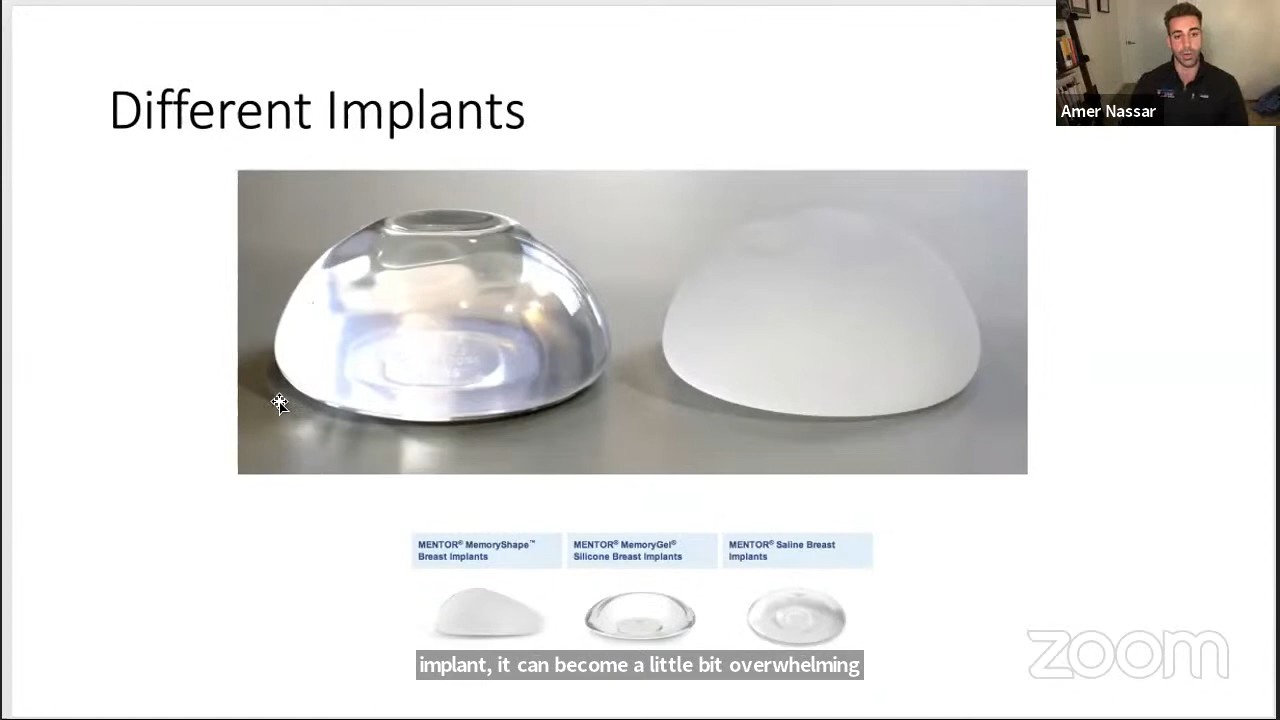 Different Implants
Amer Nassar
MENTOR® MemoryShape™
Breast Implants
MENTOR® MemoryGel®
Silicone Breast Implants
MENTOR® Saline Breast
Implants
implant, it can become a little bit overwhelming
zoom